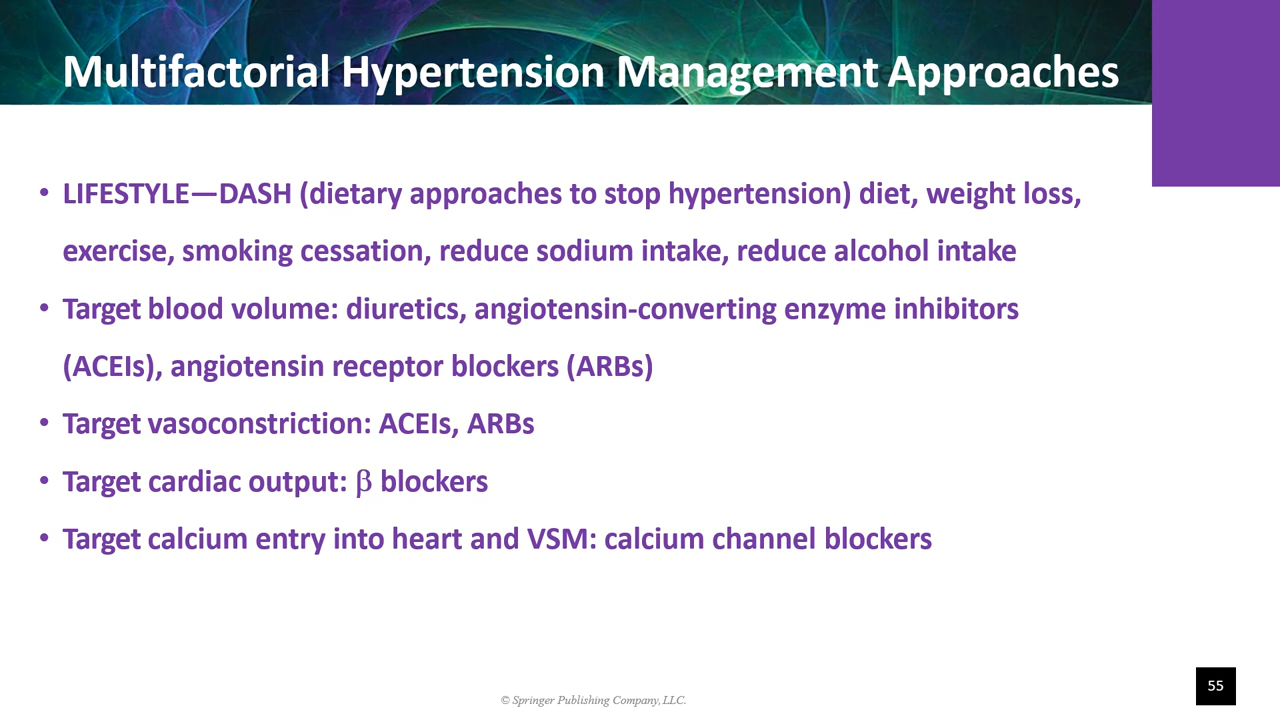 Multifactorial Hypertension Management Approaches
• LIFESTYLE—DASH (dietary approaches to stop hypertension) diet, weight loss,
exercise, smoking cessation, reduce sodium intake, reduce alcohol intake
• Target blood volume: diuretics, angiotensin-converting enzyme inhibitors
(ACEIs), angiotensin receptor blockers (ARBs)
• Target vasoconstriction: ACEIs, ARBs
• Target cardiac output: β blockers
• Target calcium entry into heart and VSM: calcium channel blockers
© Springer Publishing Company, LLC.
55